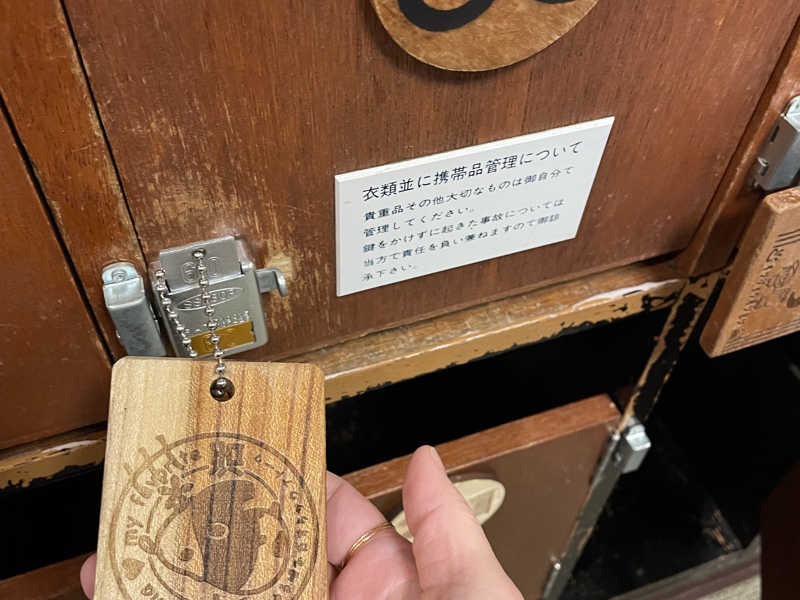 衣類並に携帯品管理について
貴重品その他大切なものは御自分で
管理してください。
鍵をかけずに起きた事故については
当方で責任を負い兼ねますので御諒
承下さい。
my favorite